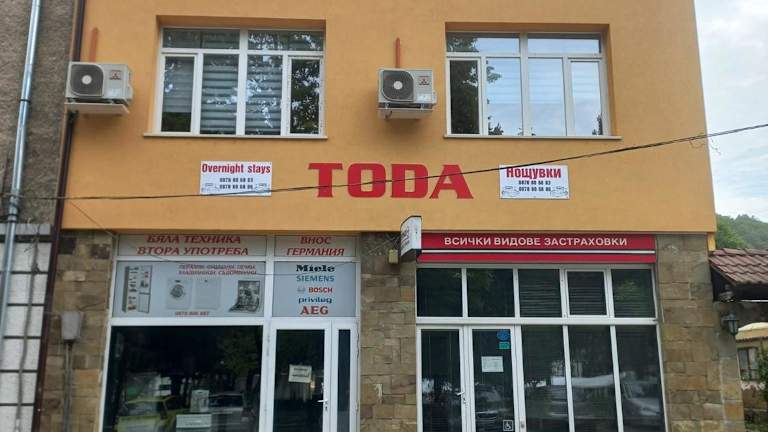 Overnight stays
TODA
Нощувки
БЯЛА ТЕХНИКА
ВТОРА УПОТРЕБА
ВНОС
ГЕРМАНИЯ
Miele
SIEMENS
BOSCH
privileg
AEG
ВСИЧКИ ВИДОВЕ ЗАСТРАХОВКИ